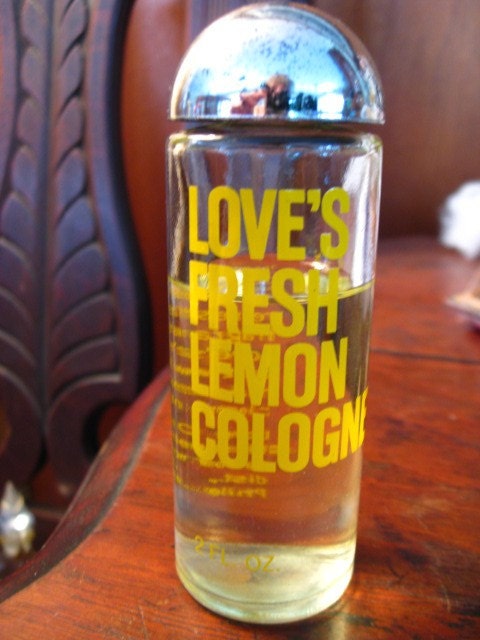 LOVE'S
FRESH
LEMON
COLOGNE
2 FL. OZ.